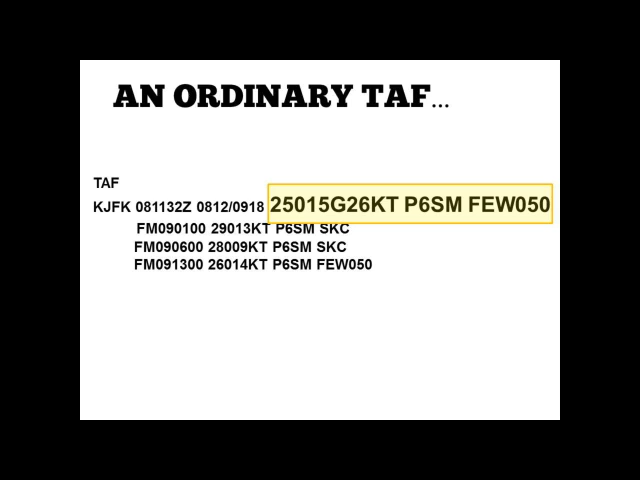 AN ORDINARY TAF...
TAF
KJFK 081132Z 0812/0918 25015G26KT P6SM FEW050
FM090100 29013KT P6SM SKC
FM090600 28009KT P6SM SKC
FM091300 26014KT P6SM FEW050